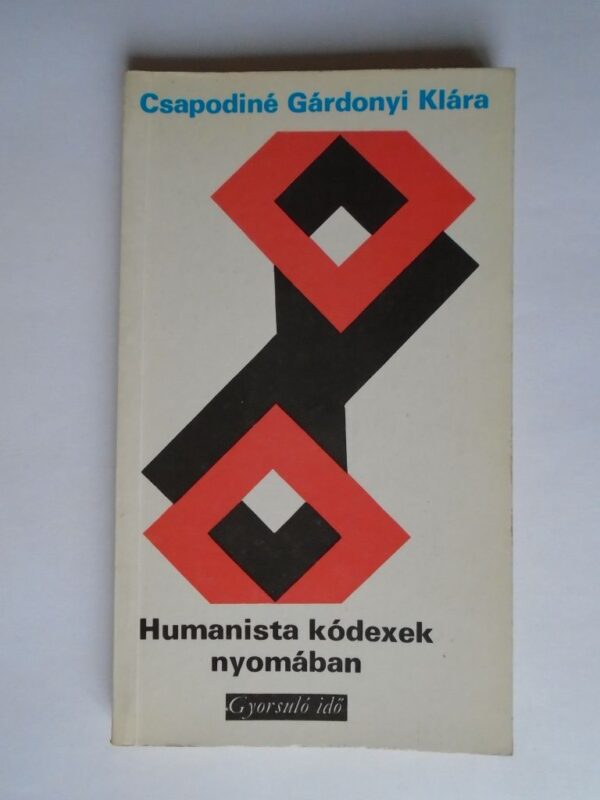 Csapodiné Gárdonyi Klára
Humanista kódexek
nyomában
Gyorsuló idő